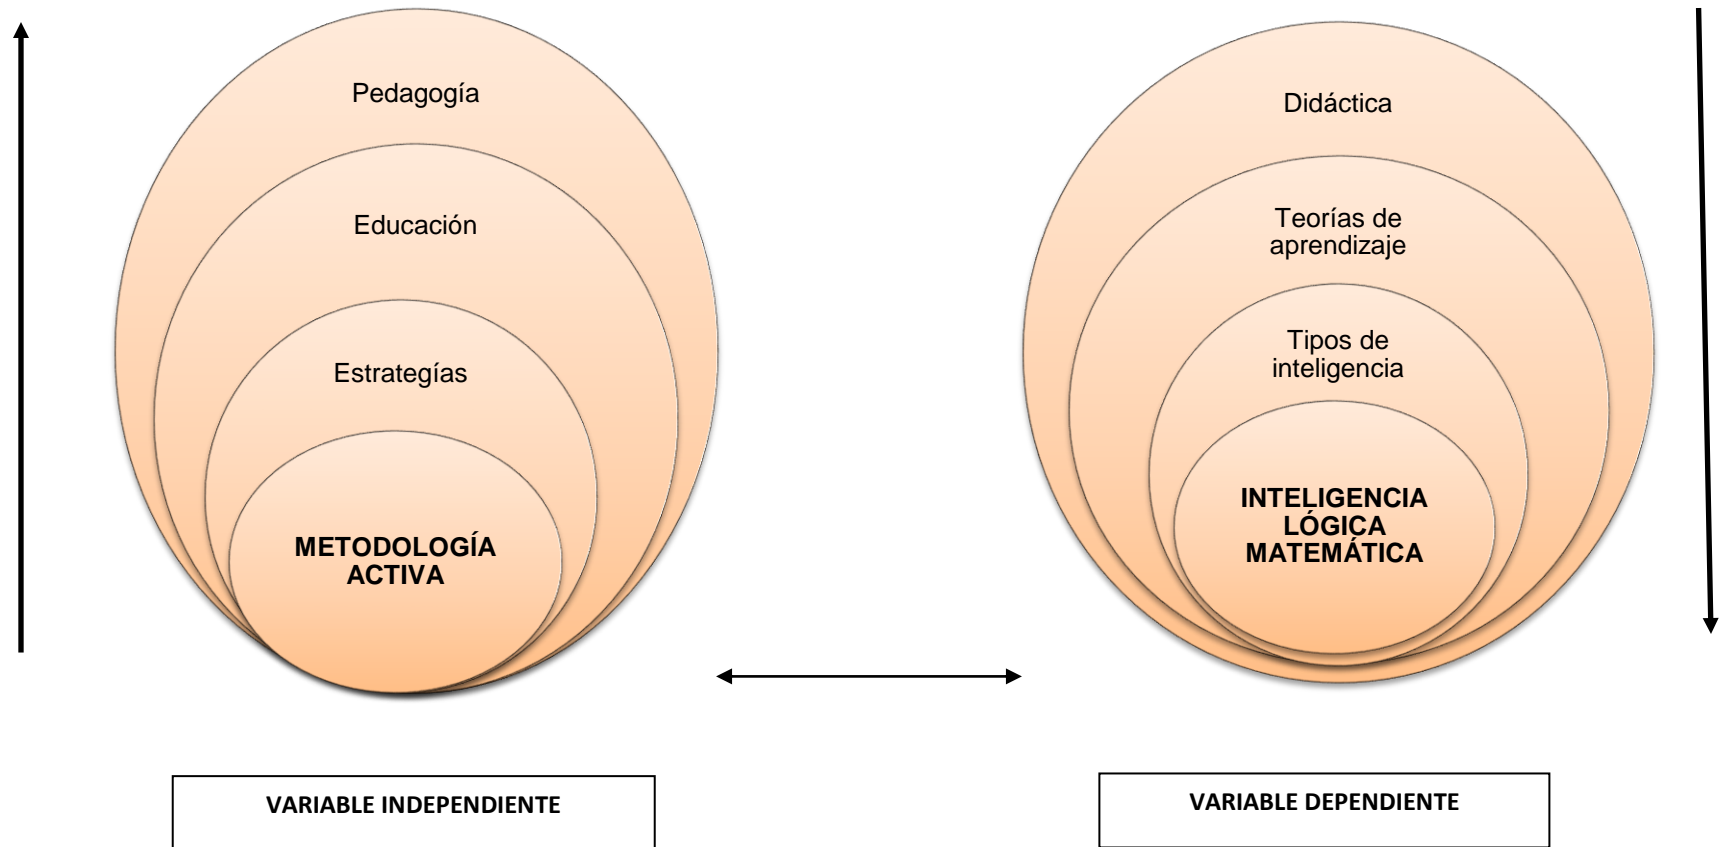 Pedagogía
Educación
Estrategías
METODOLOGÍA
ACTIVA
VARIABLE INDEPENDIENTE
Didáctica
Teorías de
aprendizaje
Tipos de
inteligencia
INTELIGENCIA
LÓGICA
MATEMÁTICA
VARIABLE DEPENDIENTE